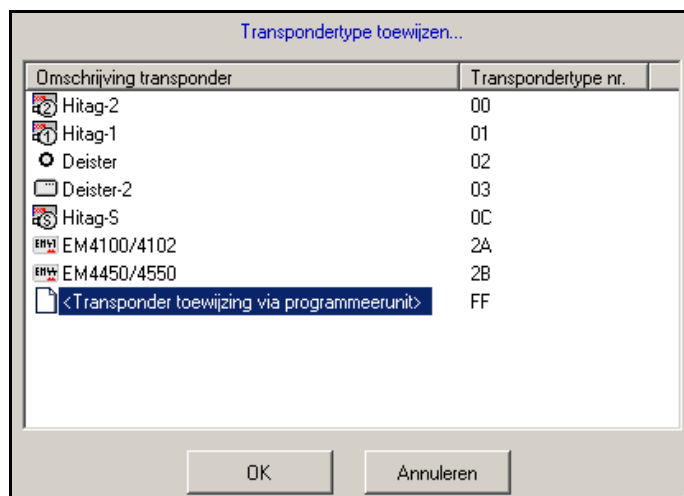 Transpondertype toewijzen...
Omschrijving transponder Transpondertype nr.
Hitag-2 00
Hitag-1 01
Deister 02
Deister-2 03
Hitag-S 0C
EM4100/4102 2A
EM4450/4550 2B
<Transponder toewijzing via programmeerunit> FF
OK Annuleren